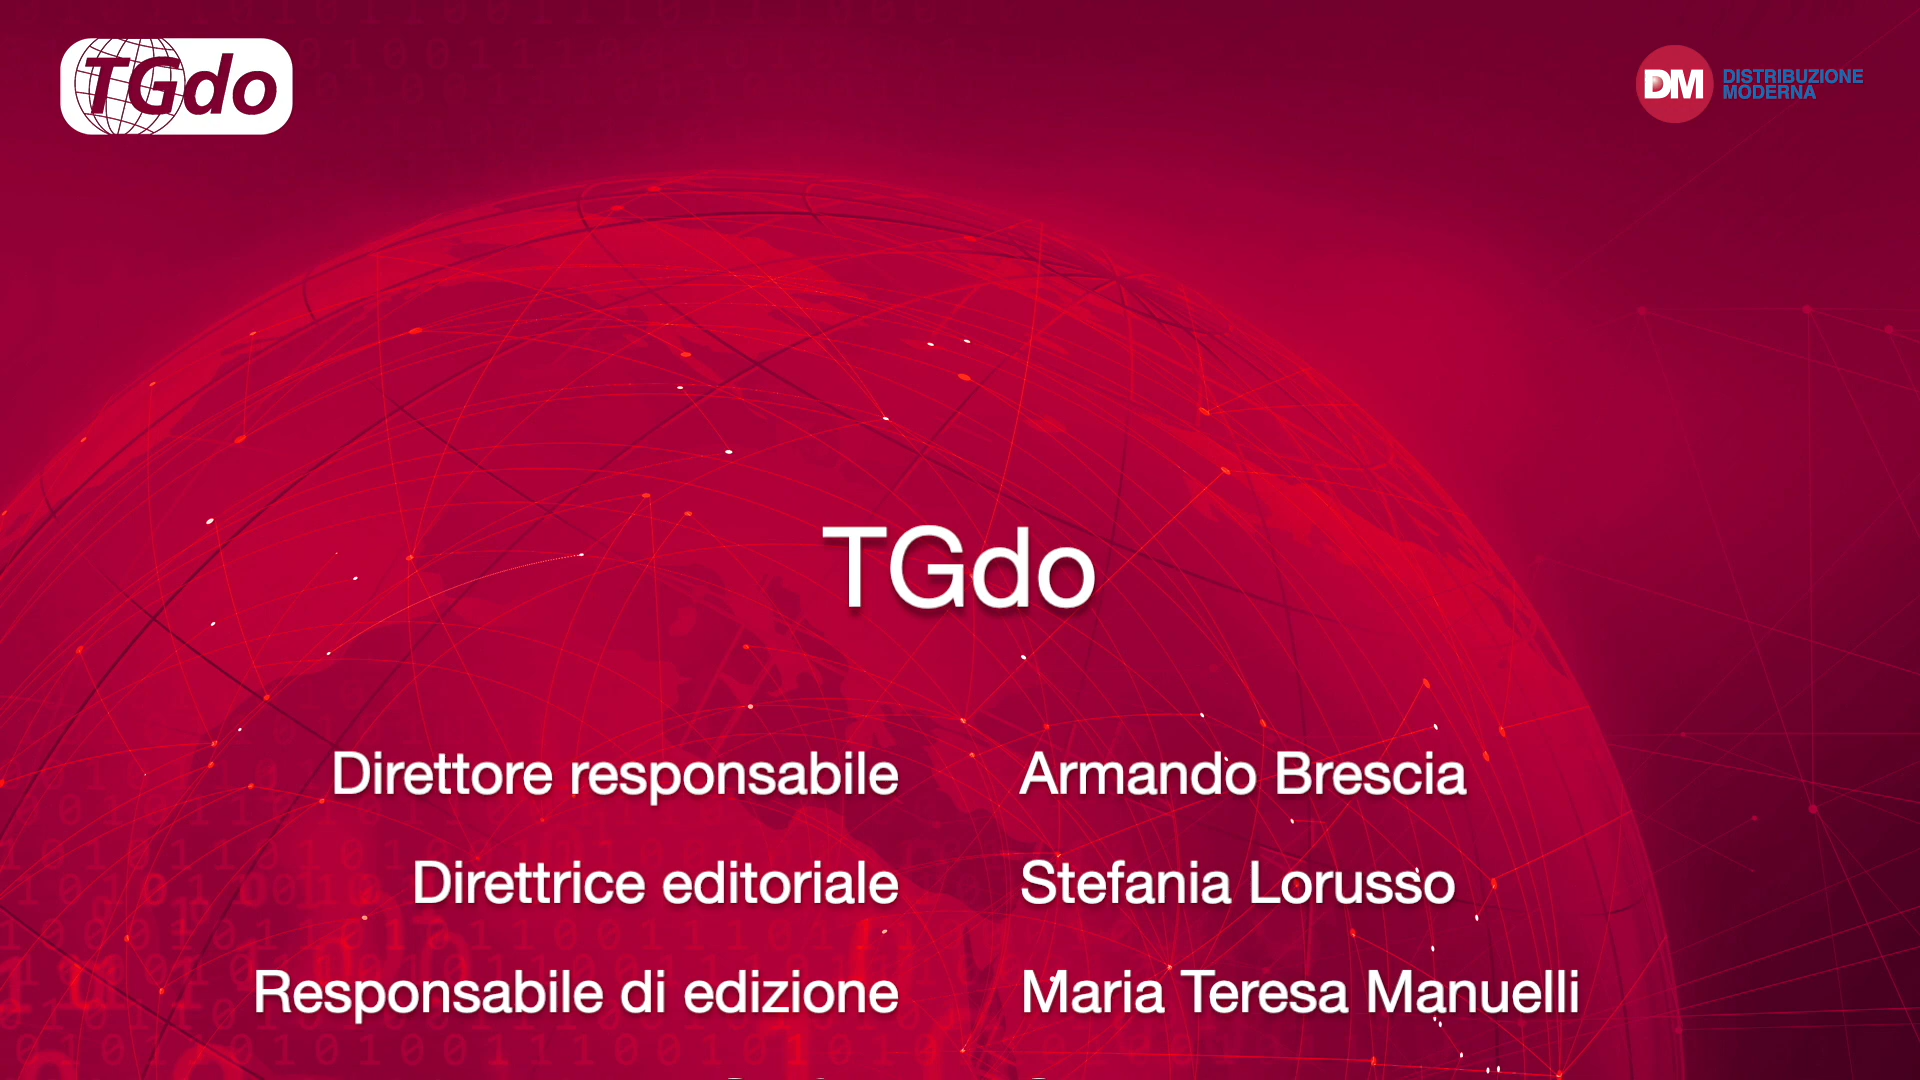 TGdo
DM DISTRIBUZIONE
MODERNA
TGdo
Direttore responsabile Armando Brescia
Direttrice editoriale Stefania Lorusso
Responsabile di edizione Maria Teresa Manuelli